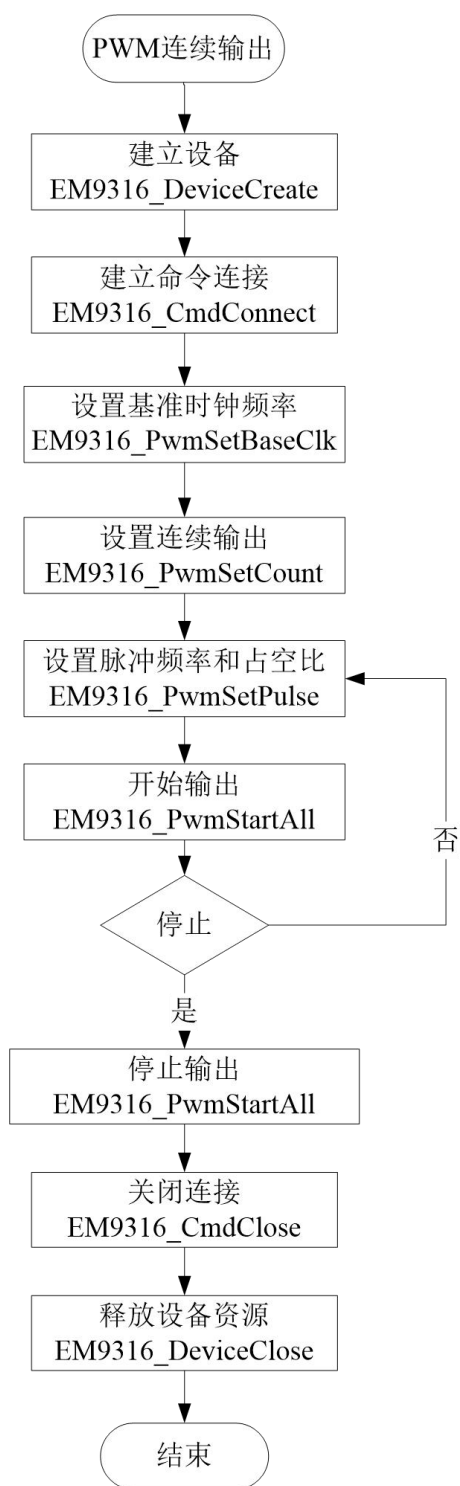 PWM连续输出
建立设备
EM9316_DeviceCreate
建立命令连接
EM9316_CmdConnect
设置基准时钟频率
EM9316_PwmSetBaseClk
设置连续输出
EM9316_PwmSetCount
设置脉冲频率和占空比
EM9316_PwmSetPulse
开始输出
EM9316_PwmStartAll
否
停止
是
停止输出
EM9316_PwmStartAll
关闭连接
EM9316_CmdClose
释放设备资源
EM9316_DeviceClose
结束